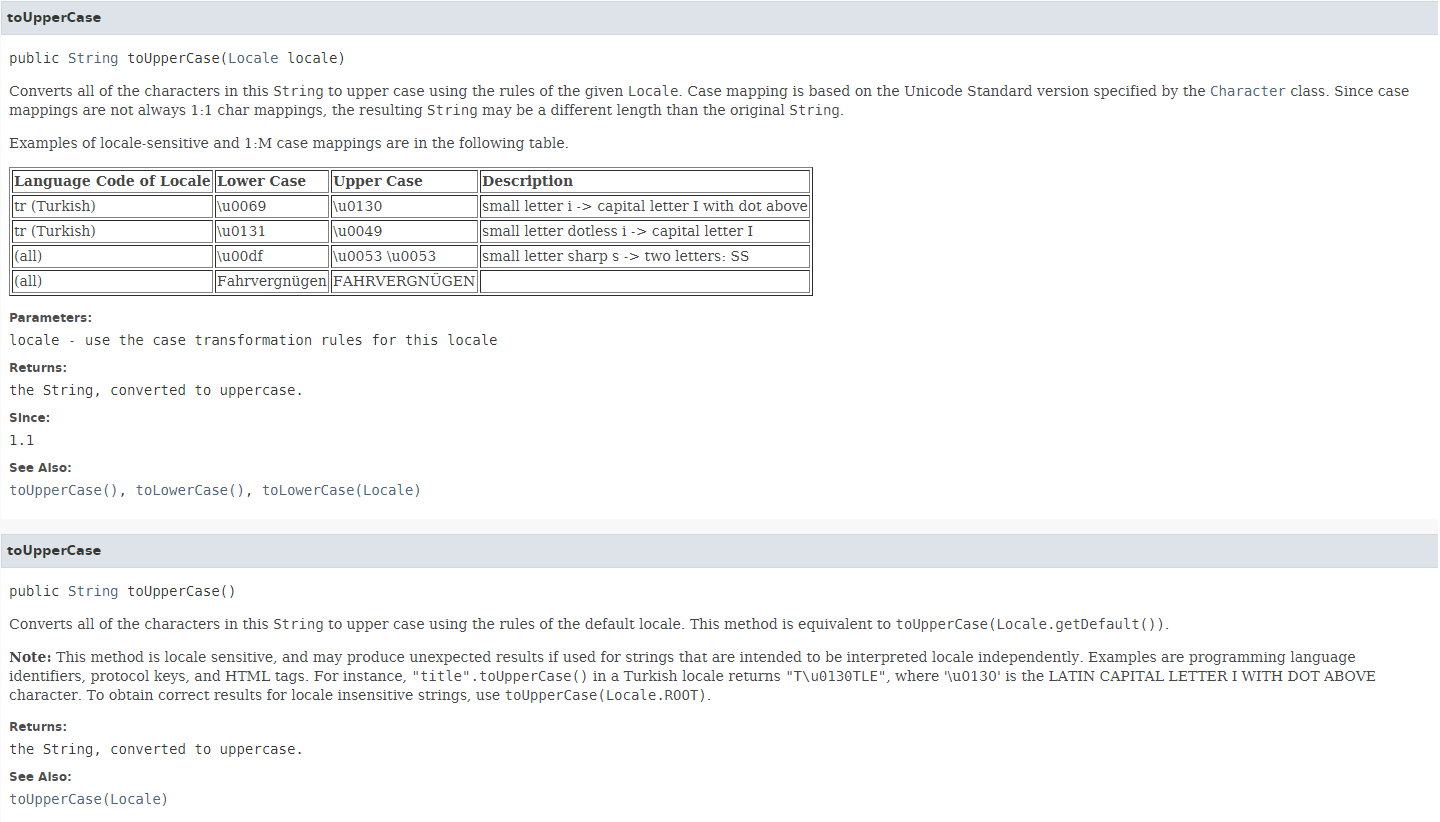 toUpperCase
public String toUpperCase(Locale locale)
Converts all of the characters in this String to upper case using the rules of the given Locale. Case mapping is based on the Unicode Standard version specified by the Character class. Since case
mappings are not always 1:1 char mappings, the resulting String may be a different length than the original String.
Examples of locale-sensitive and 1:M case mappings are in the following table.
Language Code of Locale Lower Case Upper Case Description
tr (Turkish) \u0069 \u0130 small letter i -> capital letter I with dot above
tr (Turkish) \u0131 \u0049 small letter dotless i -> capital letter I
(all) \u00df \u0053 \u0053 small letter sharp s -> two letters: SS
(all) Fahrvergnügen FAHRVERGNÜGEN
Parameters:
locale - use the case transformation rules for this locale
Returns:
the String, converted to uppercase.
Since:
1.1
See Also:
toUpperCase(), toLowerCase(), toLowerCase(Locale)
toUpperCase
public String toUpperCase()
Converts all of the characters in this String to upper case using the rules of the default locale. This method is equivalent to toUpperCase(Locale.getDefault()).
Note: This method is locale sensitive, and may produce unexpected results if used for strings that are intended to be interpreted locale independently. Examples are programming language
identifiers, protocol keys, and HTML tags. For instance, "title".toUpperCase() in a Turkish locale returns "T\u0130TLE", where '\u0130' is the LATIN CAPITAL LETTER I WITH DOT ABOVE
character. To obtain correct results for locale insensitive strings, use toUpperCase(Locale.ROOT).
Returns:
the String, converted to uppercase.
See Also:
toUpperCase(Locale)